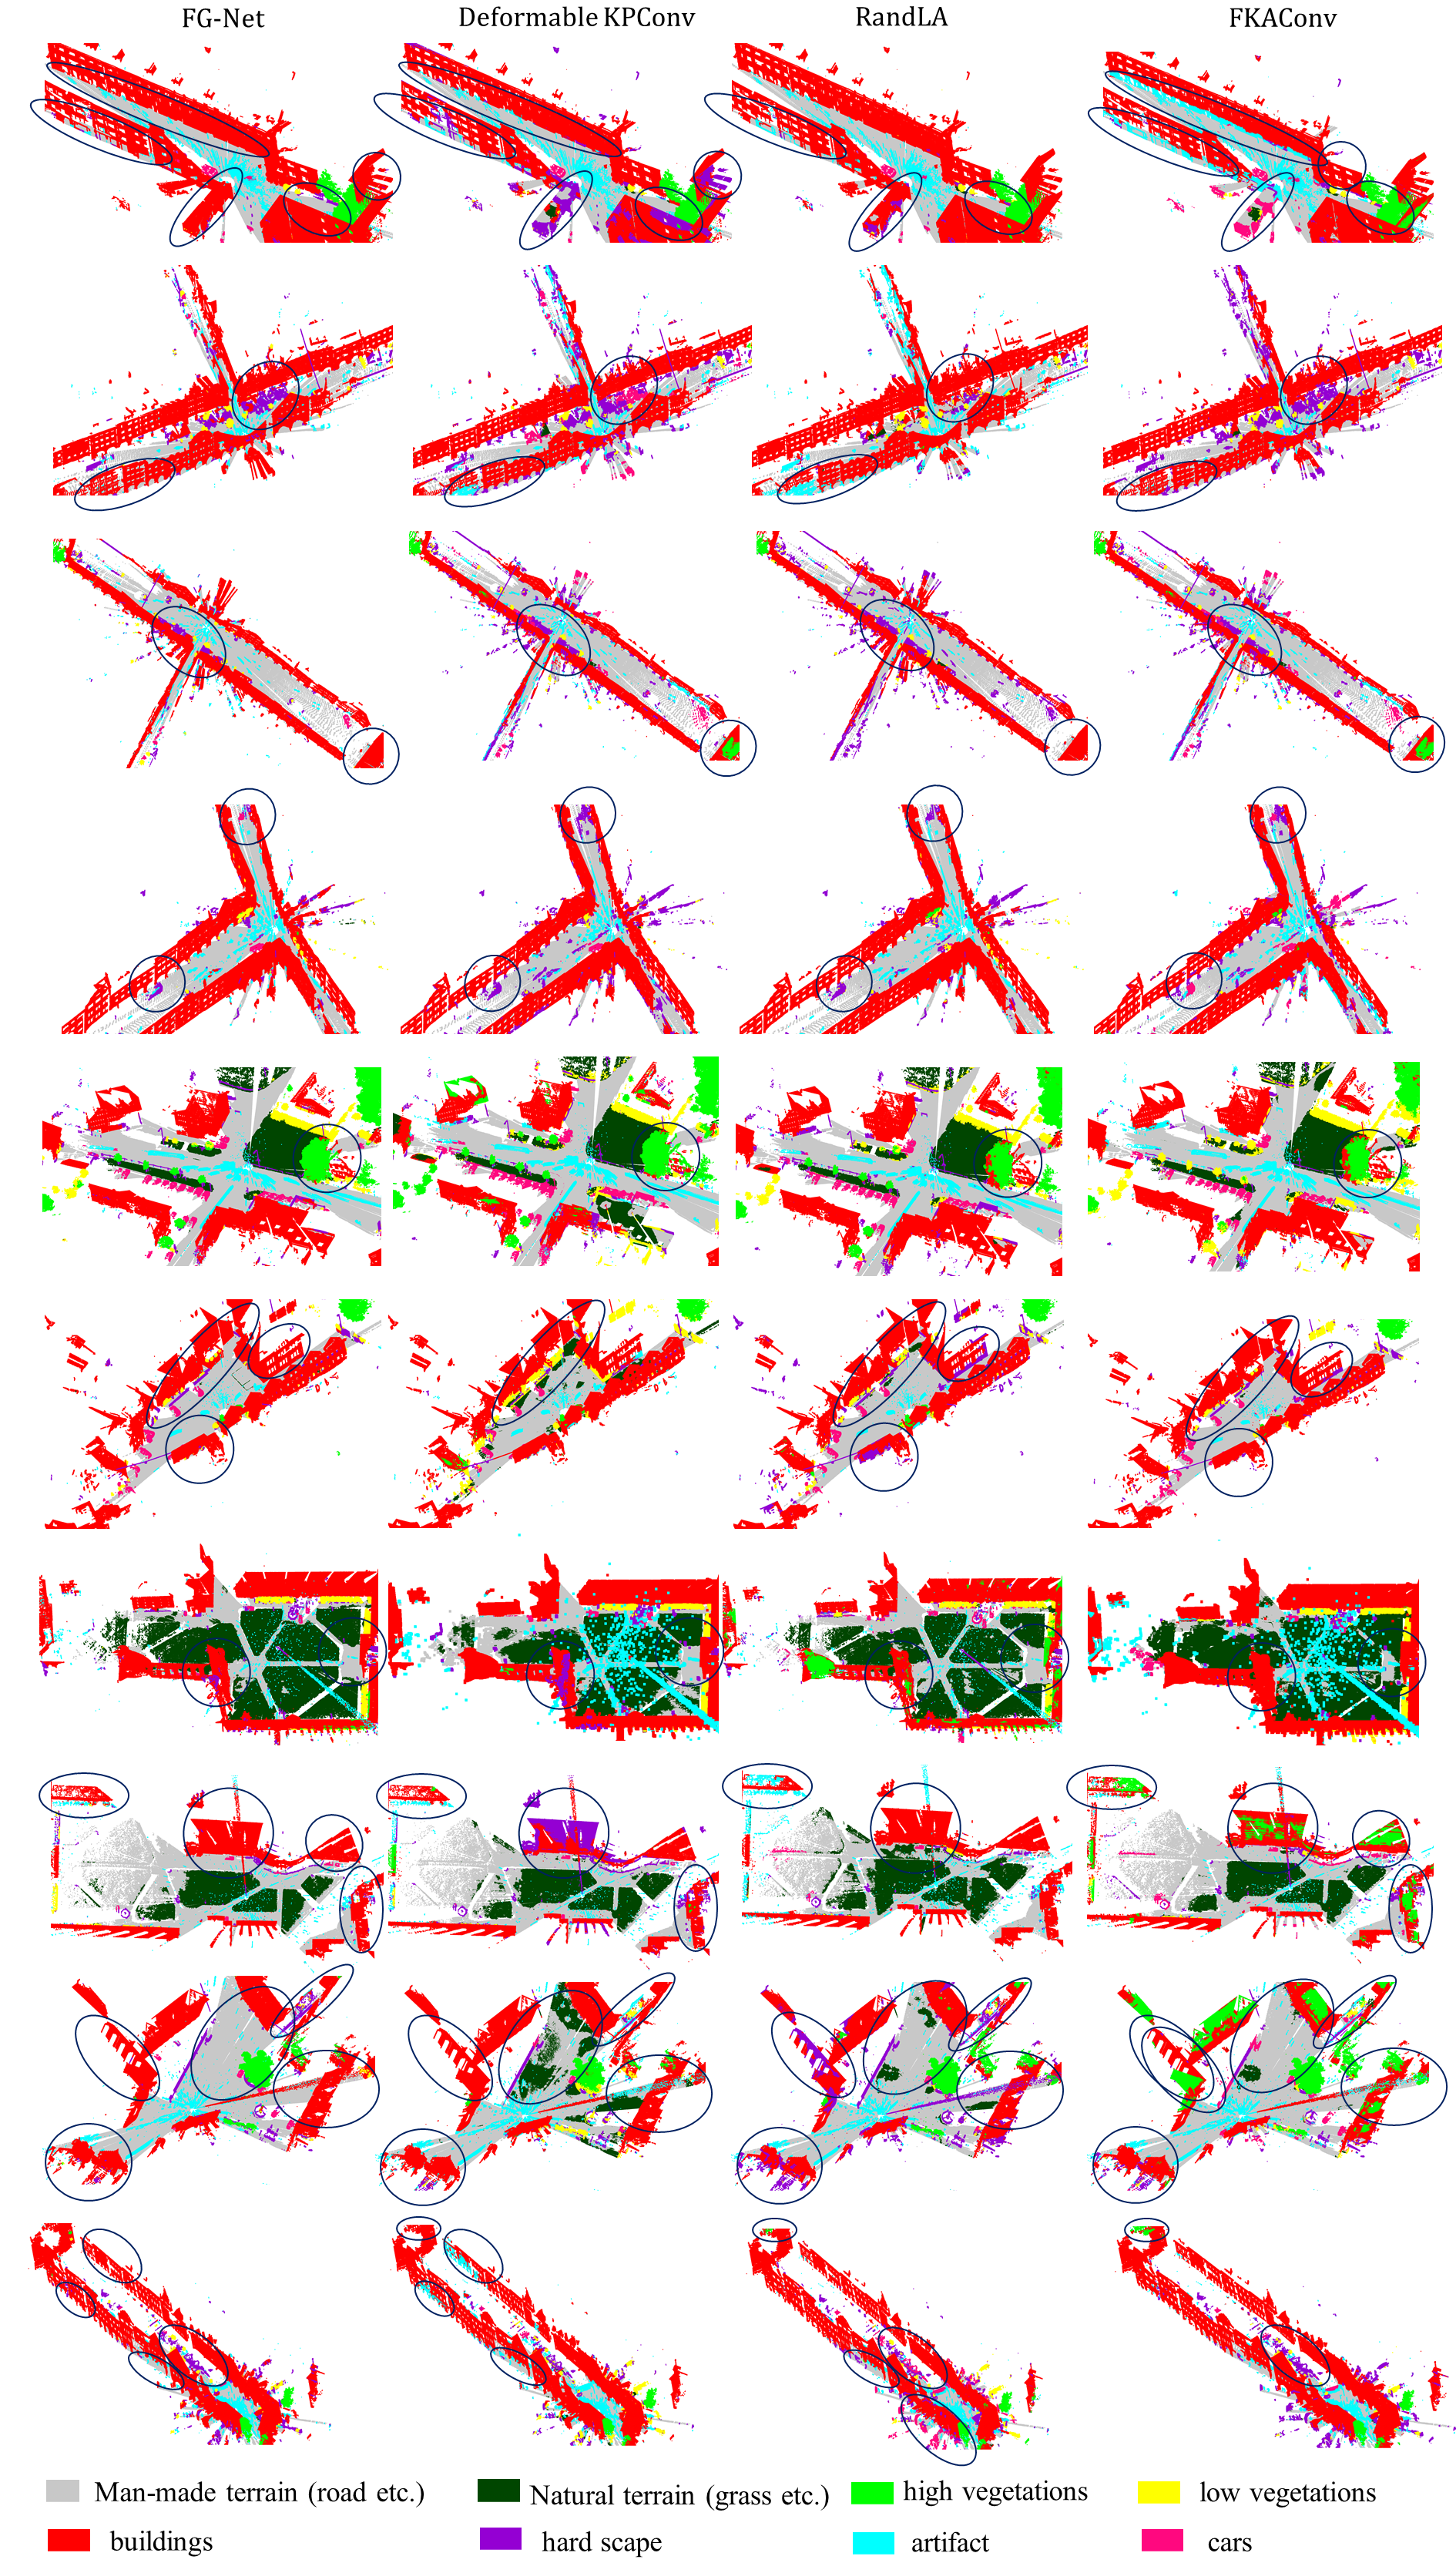 FG-Net Deformable KPConv RandLA FKAConv
Man-made terrain (road etc.) Natural terrain (grass etc.) high vegetations low vegetations
buildings hard scape artifact cars